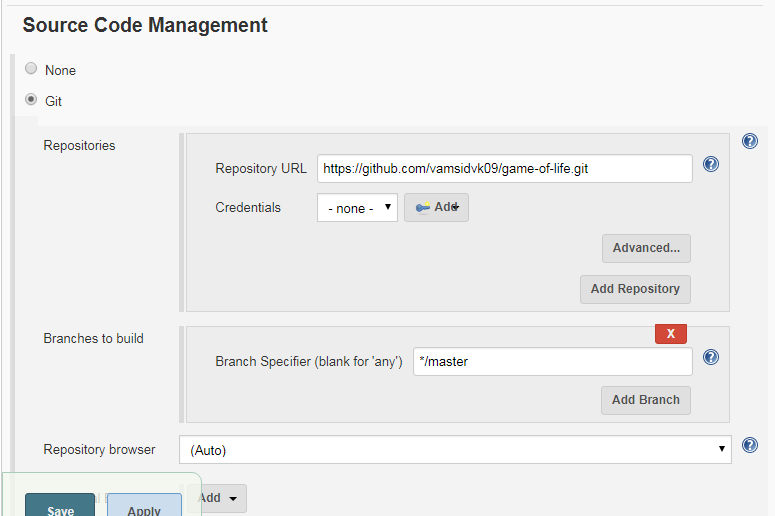 Source Code Management
None
Git
Repositories
Repository URL https://github.com/vamsidvk09/game-of-life.git
Credentials - none - Add
Advanced...
Add Repository
Branches to build
X
Branch Specifier (blank for 'any') */master
Add Branch
Repository browser (Auto)
Add
Save Apply